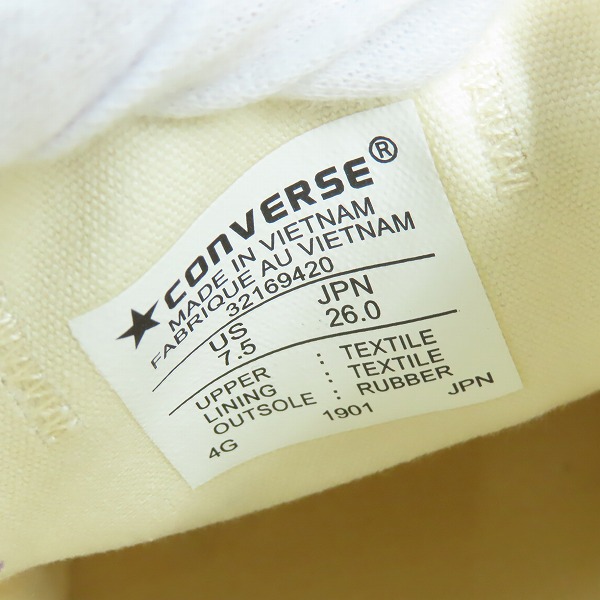 ★ CONVERSE®
MADE IN VIETNAM
FABRIQUE AU VIETNAM
32169420
US JPN
7.5 26.0
UPPER : TEXTILE
LINING : TEXTILE
OUTSOLE : RUBBER
4G 1901 JPN